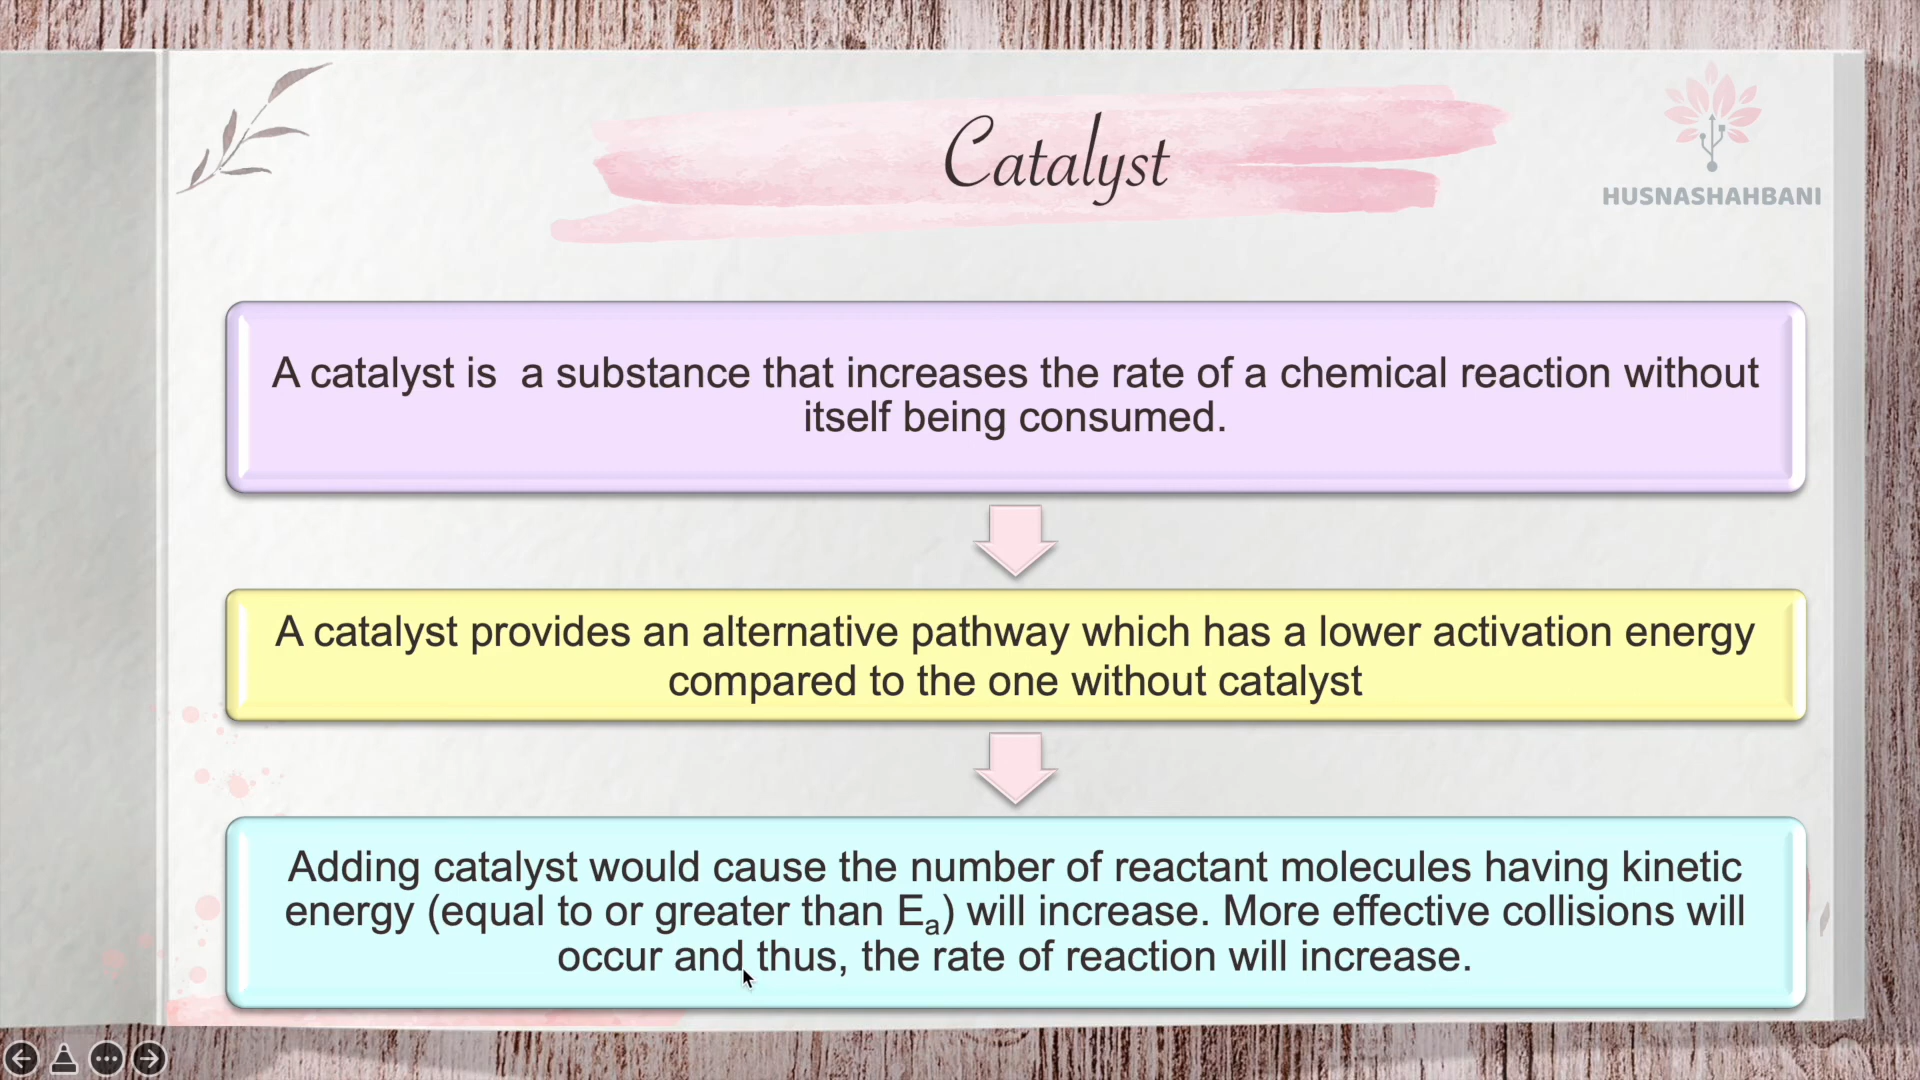 Catalyst
HUSNASHAHBANI
A catalyst is  a substance that increases the rate of a chemical reaction without
itself being consumed.
A catalyst provides an alternative pathway which has a lower activation energy
compared to the one without catalyst
Adding catalyst would cause the number of reactant molecules having kinetic
energy (equal to or greater than Eₐ) will increase. More effective collisions will
occur and thus, the rate of reaction will increase.